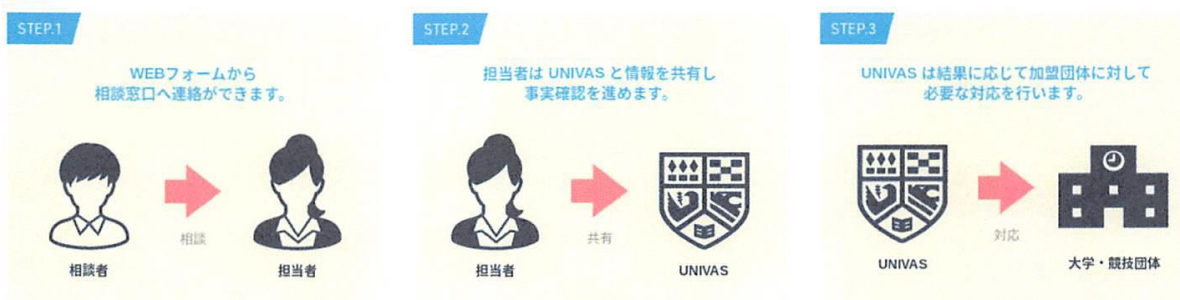 STEP.1
WEBフォームから
相談窓口へ連絡ができます。
相談
相談者
担当者
STEP.2
担当者は UNIVAS と情報を共有し
事実確認を進めます。
共有
担当者
UNIVAS
STEP.3
UNIVAS は結果に応じて加盟団体に対して
必要な対応を行います。
対応
UNIVAS
大学・競技団体